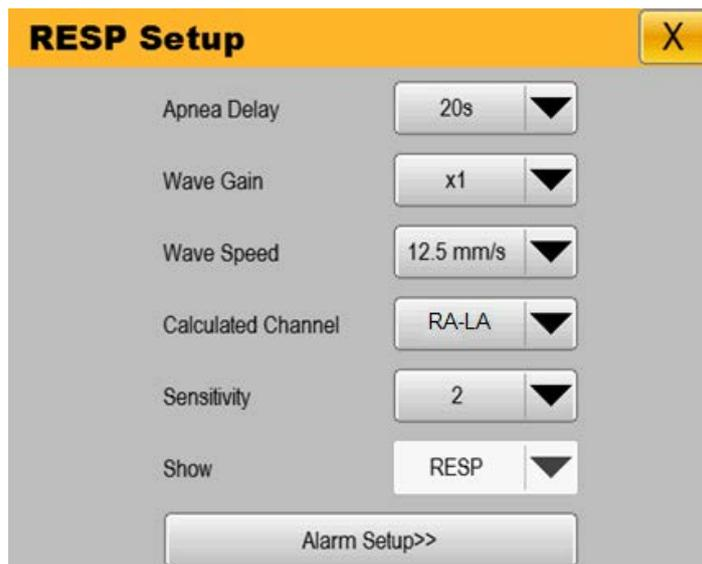 RESP Setup X
Apnea Delay 20s
Wave Gain x1
Wave Speed 12.5 mm/s
Calculated Channel RA-LA
Sensitivity 2
Show RESP
Alarm Setup>>